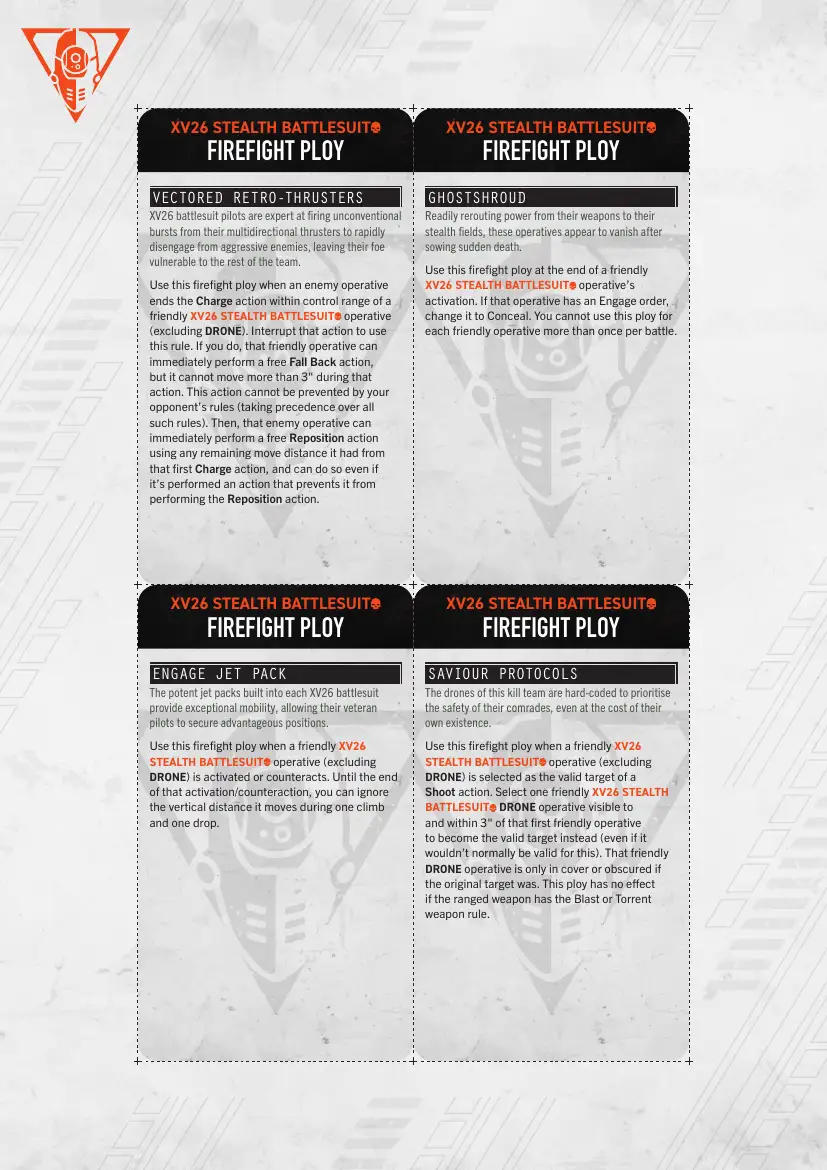 XV26 STEALTH BATTLESUIT
FIREFIGHT PLOY
VECTORED RETRO-THRUSTERS
XV26 battlesuit pilots are expert at firing unconventional
bursts from their multidirectional thrusters to rapidly
disengage from aggressive enemies, leaving their foe
vulnerable to the rest of the team.
Use this firefight ploy when an enemy operative
ends the Charge action within control range of a
friendly XV26 STEALTH BATTLESUIT operative
(excluding DRONE). Interrupt that action to use
this rule. If you do, that friendly operative can
immediately perform a free Fall Back action,
but it cannot move more than 3" during that
action. This action cannot be prevented by your
opponent's rules (taking precedence over all
such rules). Then, that enemy operative can
immediately perform a free Reposition action
using any remaining move distance it had from
that first Charge action, and can do so even if
it's performed an action that prevents it from
performing the Reposition action.
XV26 STEALTH BATTLESUIT
FIREFIGHT PLOY
GHOSTSHROUD
Readily rerouting power from their weapons to their
stealth fields, these operatives appear to vanish after
sowing sudden death.
Use this firefight ploy at the end of a friendly
XV26 STEALTH BATTLESUIT operative's
activation. If that operative has an Engage order,
change it to Conceal. You cannot use this ploy for
each friendly operative more than once per battle.
XV26 STEALTH BATTLESUIT
FIREFIGHT PLOY
ENGAGE JET PACK
The potent jet packs built into each XV26 battlesuit
provide exceptional mobility, allowing their veteran
pilots to secure advantageous positions.
Use this firefight ploy when a friendly XV26
STEALTH BATTLESUIT operative (excluding
DRONE) is activated or counteracts. Until the end
of that activation/counteraction, you can ignore
the vertical distance it moves during one climb
and one drop.
XV26 STEALTH BATTLESUIT
FIREFIGHT PLOY
SAVIOUR PROTOCOLS
The drones of this kill team are hard-coded to prioritise
the safety of their comrades, even at the cost of their
own existence.
Use this firefight ploy when a friendly XV26
STEALTH BATTLESUIT operative (excluding
DRONE) is selected as the valid target of a
Shoot action. Select one friendly XV26 STEALTH
BATTLESUIT DRONE operative visible to
and within 3" of that first friendly operative
to become the valid target instead (even if it
wouldn't normally be valid for this). That friendly
DRONE operative is only in cover or obscured if
the original target was. This ploy has no effect
if the ranged weapon has the Blast or Torrent
weapon rule.